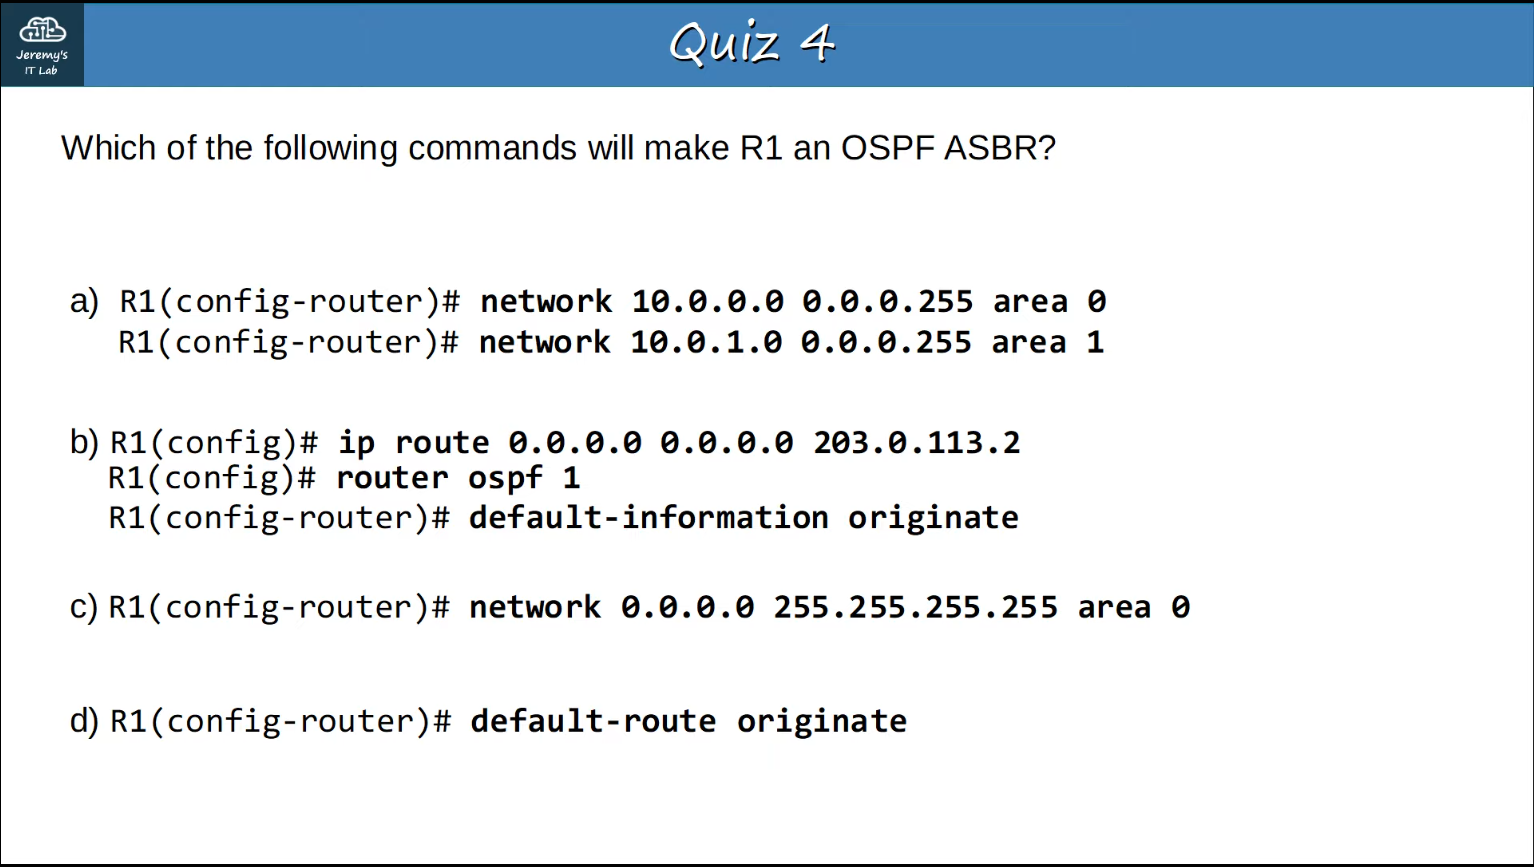 Jeremy's
IT Lab
Quiz 4
Which of the following commands will make R1 an OSPF ASBR?
a) R1(config-router)# network 10.0.0.0 0.0.0.255 area 0
R1(config-router)# network 10.0.1.0 0.0.0.255 area 1
b) R1(config)# ip route 0.0.0.0 0.0.0.0 203.0.113.2
R1(config)# router ospf 1
R1(config-router)# default-information originate
c) R1(config-router)# network 0.0.0.0 255.255.255.255 area 0
d) R1(config-router)# default-route originate